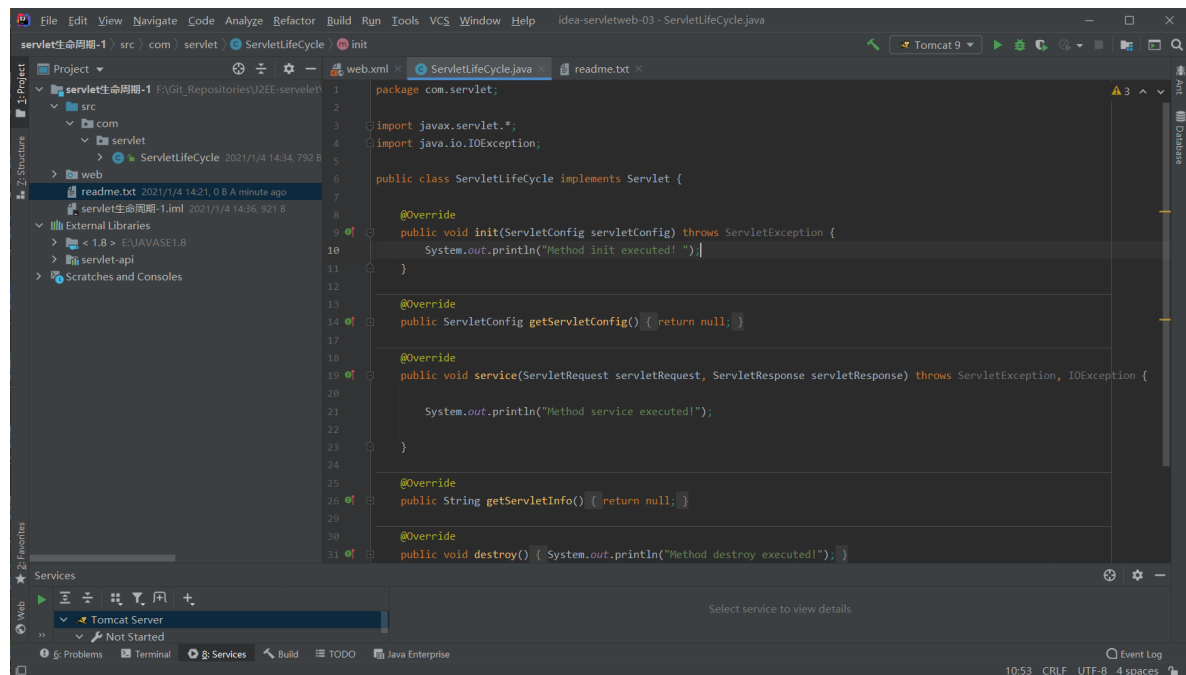 File Edit View Navigate Code Analyze Refactor Build Run Tools VCS Window Help idea-servletweb-03 - ServletLifeCycle.java
servlet生命周期-1 src com servlet ServletLifeCycle init
Tomcat 9
1: Project
Project
web.xml ServletLifeCycle.java readme.txt
Ant
servlet生命周期-1 F:\Git_Repositories\J2EE-servelet\
src
com
servlet
ServletLifeCycle 2021/1/4 14:34, 792 B
web
readme.txt 2021/1/4 14:21, 0 B A minute ago
servlet生命周期-1.iml 2021/1/4 14:36, 921 B
External Libraries
< 1.8 > E:\JAVASE1.8
servlet-api
Scratches and Consoles
Z: Structure
Database
3
1 package com.servlet;
2
3 import javax.servlet.*;
4 import java.io.IOException;
5
6 public class ServletLifeCycle implements Servlet {
7
8 @Override
9 public void init(ServletConfig servletConfig) throws ServletException {
10 System.out.println("Method init executed! ");
11 }
12
13 @Override
14 public ServletConfig getServletConfig() { return null; }
17
18 @Override
19 public void service(ServletRequest servletRequest, ServletResponse servletResponse) throws ServletException, IOException {
20
21 System.out.println("Method service executed!");
22
23 }
24
25 @Override
26 public String getServletInfo() { return null; }
29
30 @Override
31 public void destroy() { System.out.println("Method destroy executed!"); }
2: Favorites
Web
Services
Tomcat Server
Not Started
Select service to view details
6: Problems Terminal 8: Services Build TODO Java Enterprise Event Log
10:53 CRLF UTF-8 4 spaces